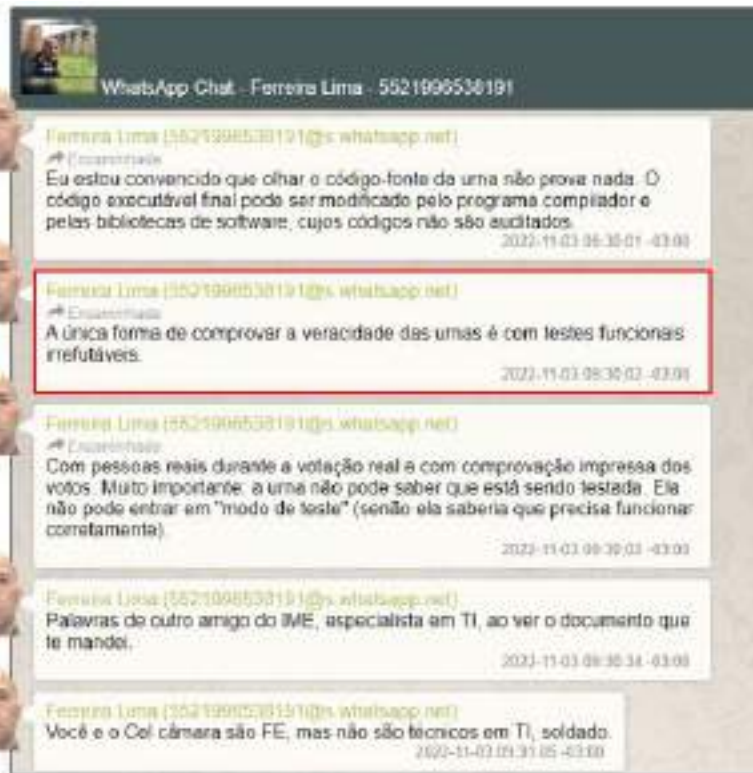 WhatsApp Chat - Ferreira Lima - 5521996538191
Ferreira Lima (5521996538191@s.whatsapp.net)
Encaminhada
Eu estou convencido que olhar o código-fonte da urna não prova nada. O
código executável final pode ser modificado pelo programa compilador e
pelas bibliotecas de software, cujos códigos não são auditados.
2022-11-03 09:30:01 -03:00
Ferreira Lima (5521996538191@s.whatsapp.net)
Encaminhada
A única forma de comprovar a veracidade das urnas é com testes funcionais
irrefutáveis.
2022-11-03 09:30:02 -03:00
Ferreira Lima (5521996538191@s.whatsapp.net)
Encaminhada
Com pessoas reais durante a votação real e com comprovação impressa dos
votos. Muito importante: a urna não pode saber que está sendo testada. Ela
não pode entrar em "modo de teste" (senão ela saberia que precisa funcionar
corretamente).
2022-11-03 09:30:03 -03:00
Ferreira Lima (5521996538191@s.whatsapp.net)
Palavras de outro amigo do IME, especialista em TI, ao ver o documento que
te mandei.
2022-11-03 09:30:34 -03:00
Ferreira Lima (5521996538191@s.whatsapp.net)
Você e o Cel câmara são FE, mas não são técnicos em TI, soldado.
2022-11-03 09:31:05 -03:00